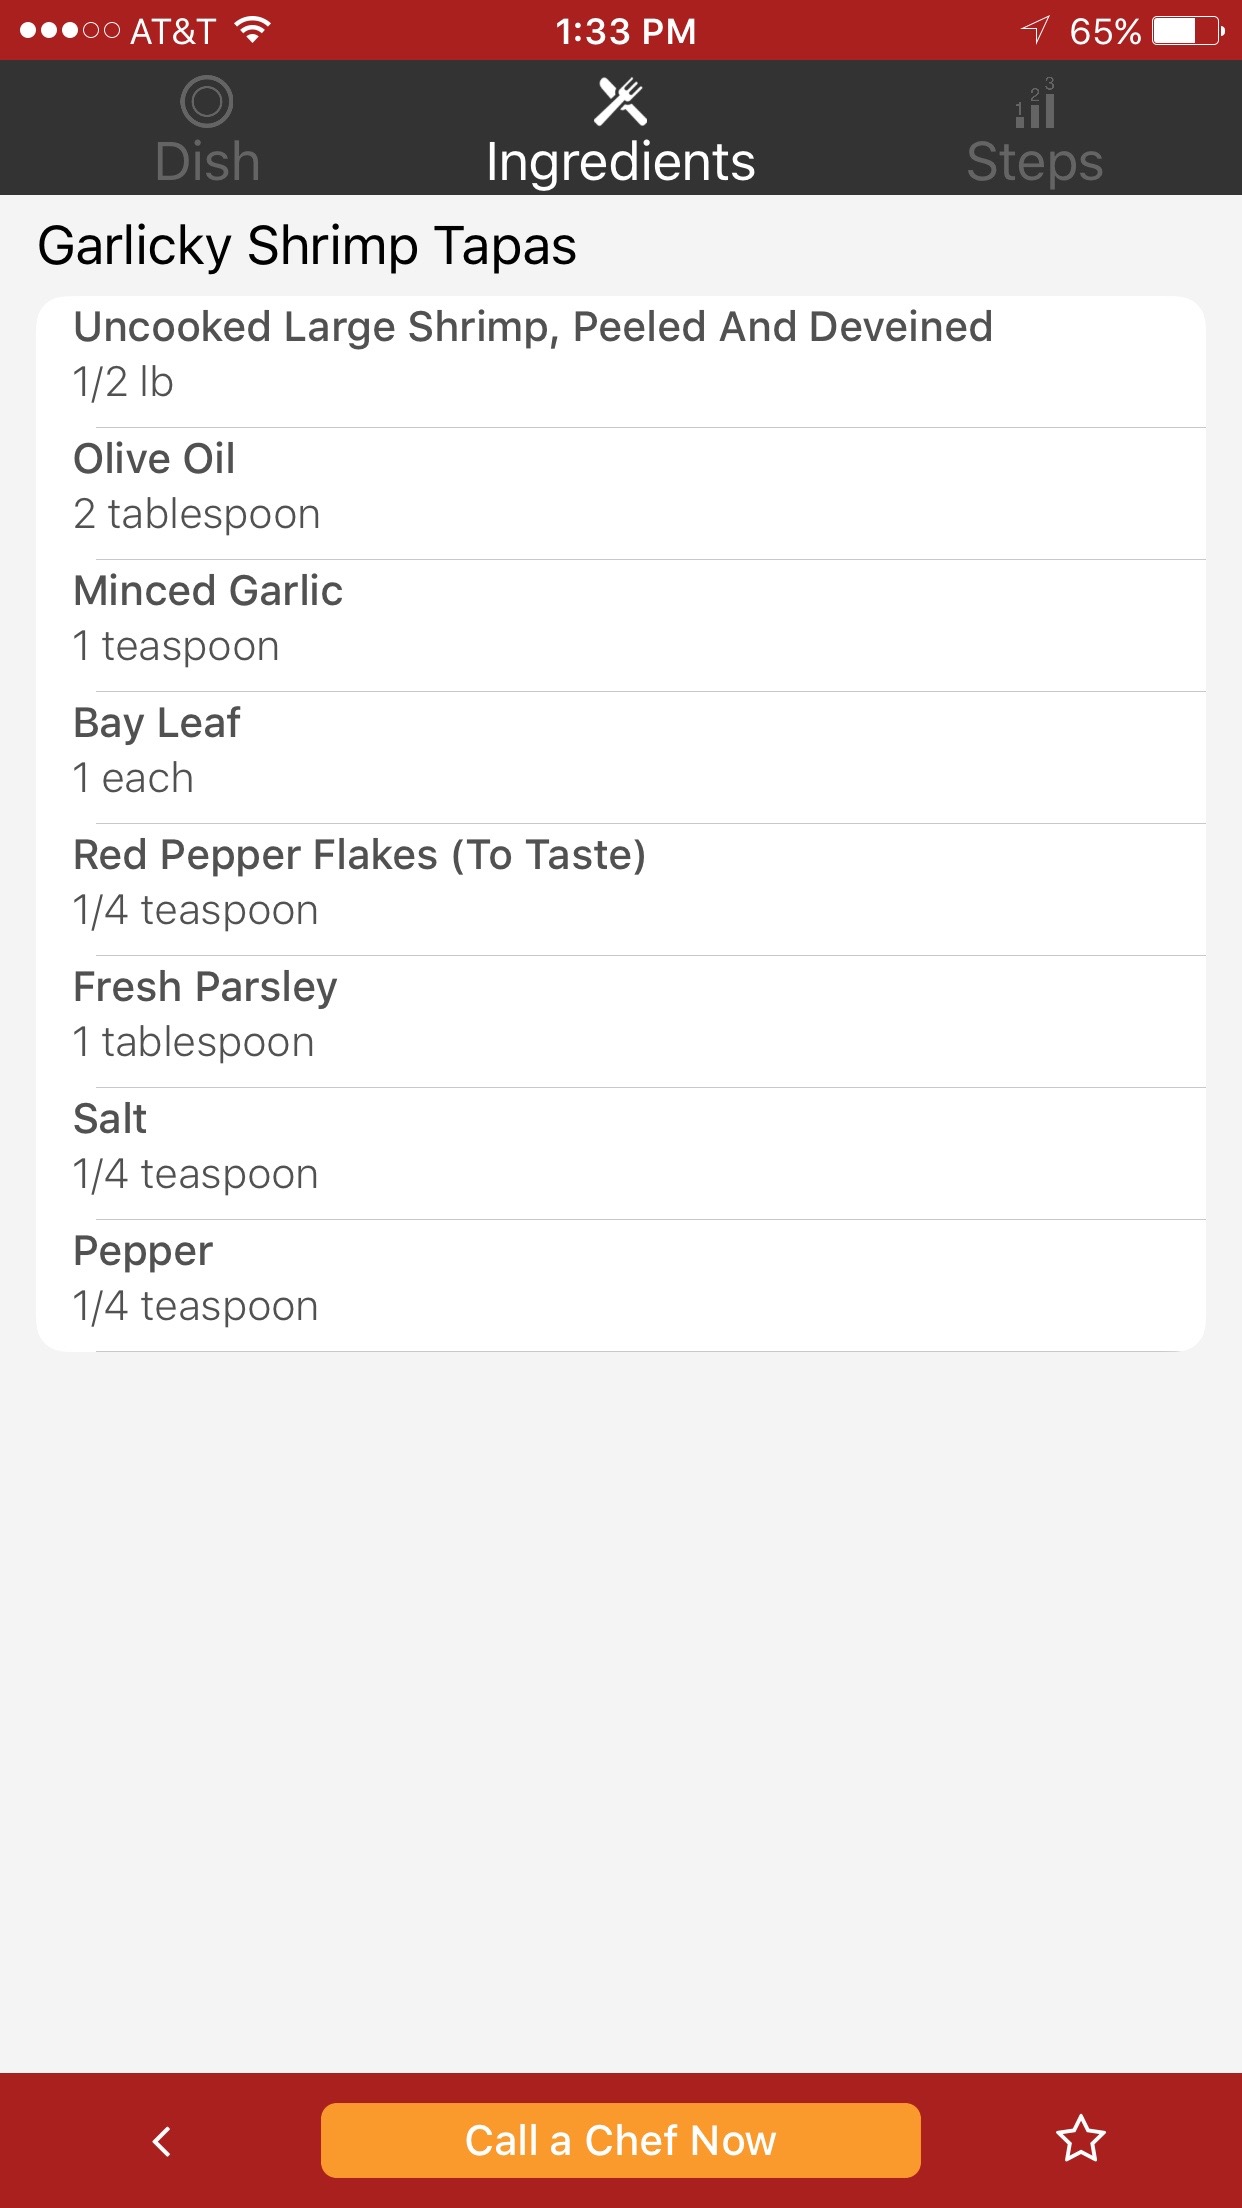 AT&T 1:33 PM 65%
1 2 3
Dish Ingredients Steps
Garlicky Shrimp Tapas
Uncooked Large Shrimp, Peeled And Deveined
1/2 lb
Olive Oil
2 tablespoon
Minced Garlic
1 teaspoon
Bay Leaf
1 each
Red Pepper Flakes (To Taste)
1/4 teaspoon
Fresh Parsley
1 tablespoon
Salt
1/4 teaspoon
Pepper
1/4 teaspoon
Call a Chef Now